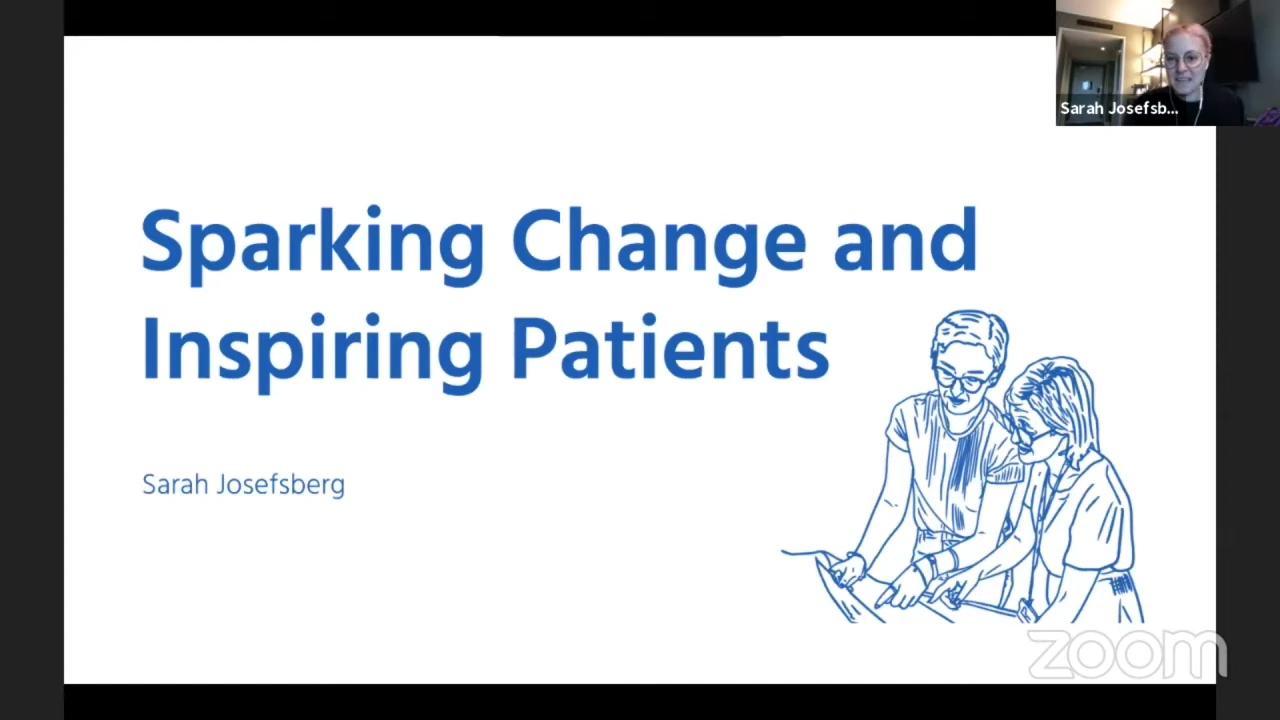 Sarah Josefsb...
Sparking Change and
Inspiring Patients
Sarah Josefsberg
zoom